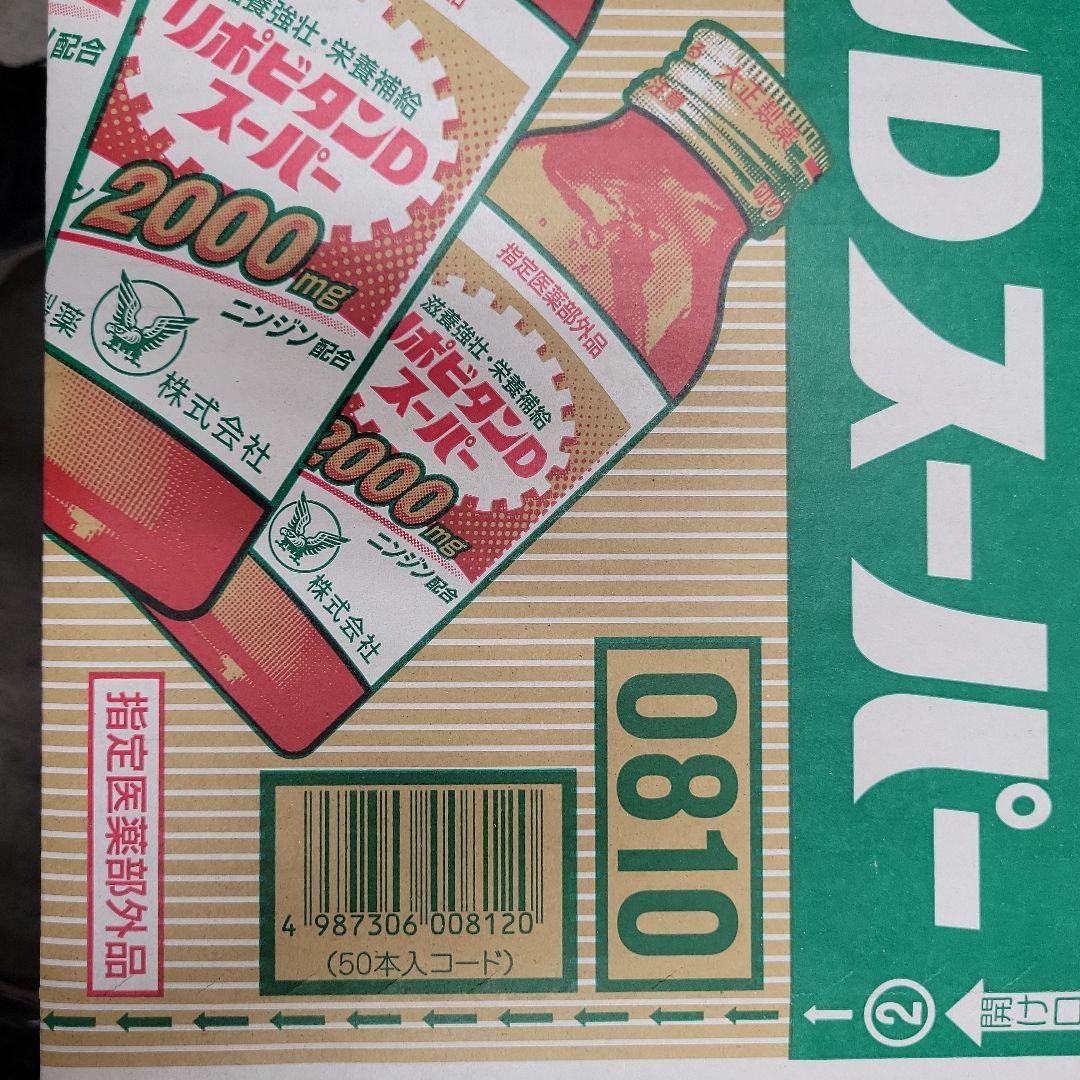 配合
滋養強壮・栄養補給
リポビタンD
スーパー
2000mg
ニンジン配合
製薬
株式会社
大正製薬
指定医薬部外品
滋養強壮・栄養補給
リポビタンD
スーパー
2000mg
ニンジン配合
株式会社
Dスーパー
0810
指定医薬部外品
4 987306 008120
(50本入コード)
②
開け口